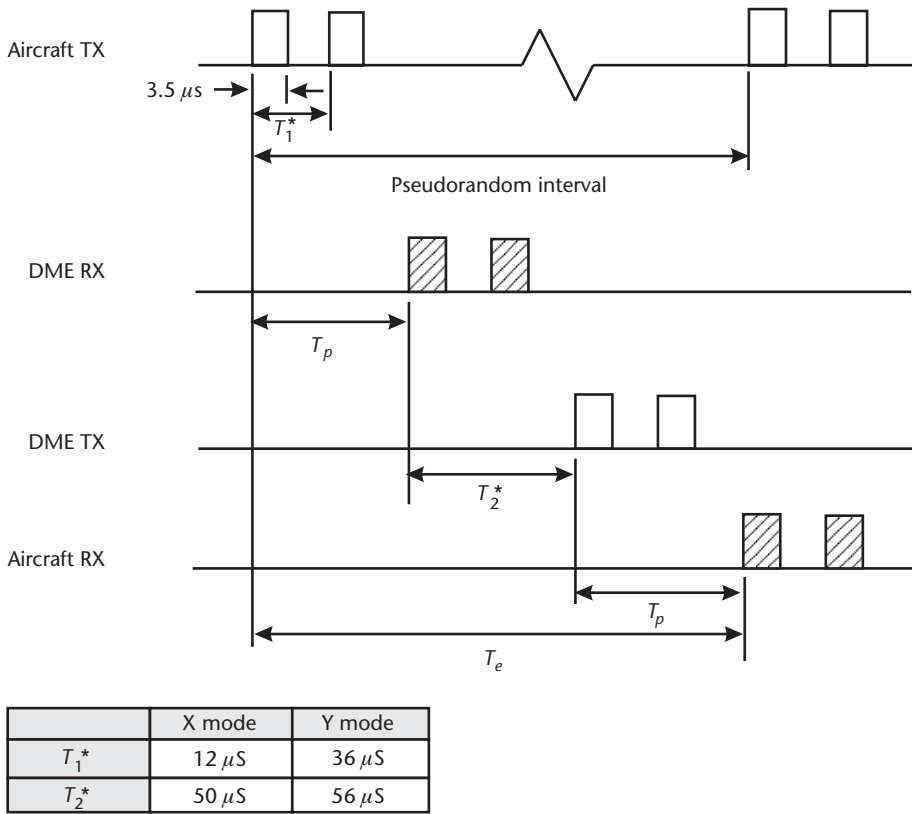 Aircraft TX
3.5 μs
T1*
Pseudorandom interval
DME RX
Tp
DME TX
T2*
Aircraft RX
Tp
Te
X mode Y mode
T1* 12 μS 36 μS
T2* 50 μS 56 μS